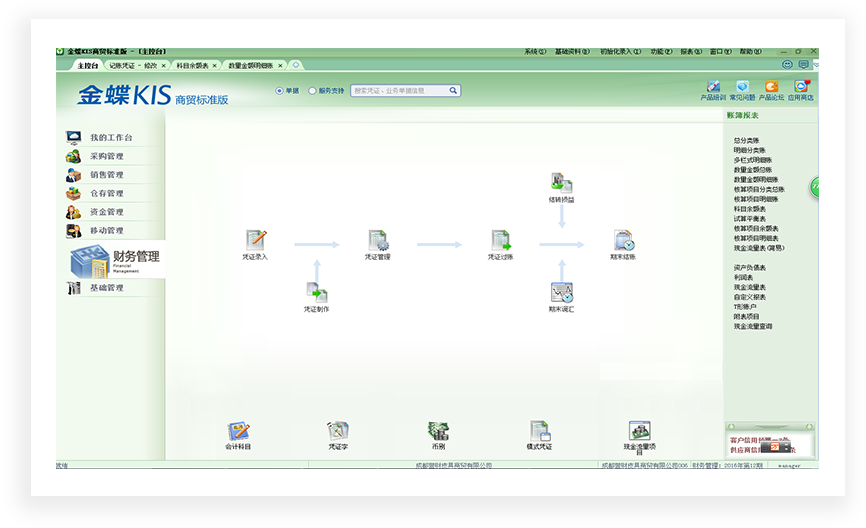 金蝶KIS商贸标准版 - [主控台]
系统(S) 基础资料(B) 初始化录入(I) 功能(F) 报表(R) 窗口(W) 帮助(H)
主控台 记账凭证 - 修改 × 科目余额表 × 数量金额明细账 ×
金蝶KIS 商贸标准版
单据 服务支持 搜索凭证、业务单据信息
产品培训 常见问题 产品论坛 应用商店
我的工作台
采购管理
销售管理
仓存管理
资金管理
移动管理
财务管理
Financial
Management
基础管理
结转损益
凭证录入 凭证管理 凭证过账 期末结账
凭证制作 期末调汇
会计科目 凭证字 币别 模式凭证 现金流量项目
账簿报表
总分类账
明细分类账
多栏式明细账
数量金额总账
数量金额明细账
核算项目分类总账
核算项目明细账
科目余额表
试算平衡表
核算项目余额表
核算项目明细表
现金流量表(简易)
资产负债表
利润表
现金流量表
自定义报表
T形账户
附表项目
现金流量查询
客户信用
供应商信
就绪 成都誉财皮具商贸有限公司 成都誉财皮具商贸有限公司006 财务管理: 2016年第12期 manager